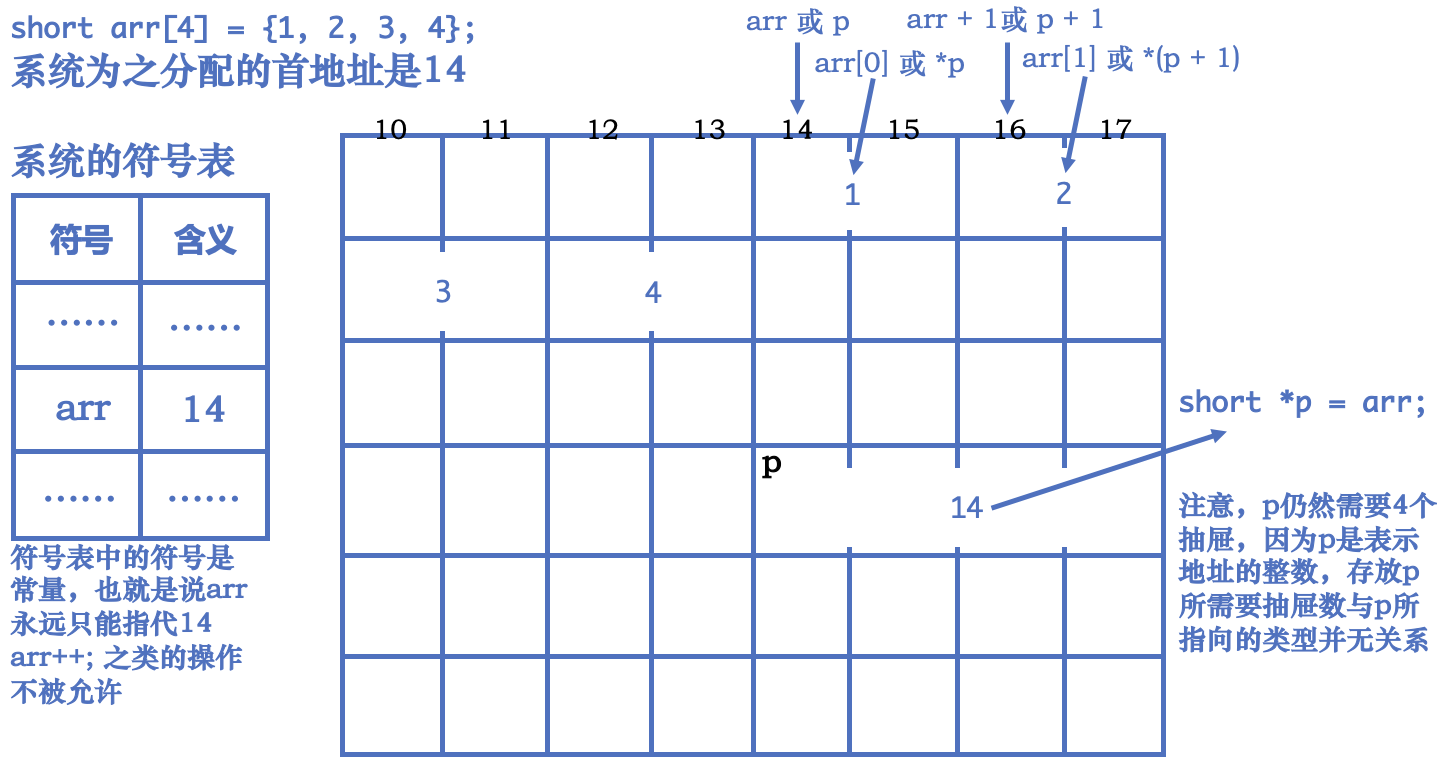 short arr[4] = {1, 2, 3, 4};
系统为之分配的首地址是14
arr 或 p
arr + 1或 p + 1
arr[0] 或 *p
arr[1] 或 *(p + 1)
系统的符号表
符号 含义
…… ……
arr 14
…… ……
符号表中的符号是
常量，也就是说arr
永远只能指代14
arr++; 之类的操作
不被允许
10 11 12 13 14 15 16 17
1 2
3 4
p
14
short *p = arr;
注意，p仍然需要4个
抽屉，因为p是表示
地址的整数，存放p
所需要抽屉数与p所
指向的类型并无关系